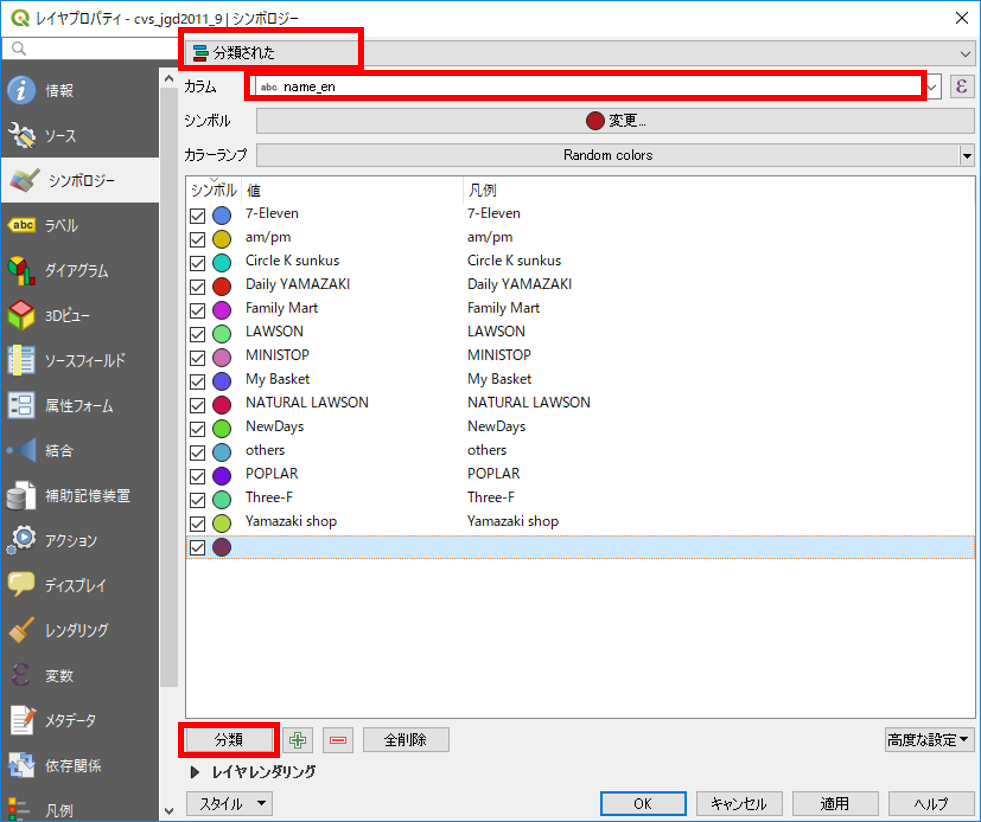 レイヤプロパティ - cvs_jgd2011_9 | シンボロジー
分類された
情報
カラム abc name_en ε
ソース
シンボル 変更...
シンボロジー
カラーランプ Random colors
abc ラベル
シンボル 値 凡例
7-Eleven 7-Eleven
am/pm am/pm
ダイアグラム
Circle K sunkus Circle K sunkus
Daily YAMAZAKI Daily YAMAZAKI
3Dビュー
Family Mart Family Mart
LAWSON LAWSON
ソースフィールド
MINISTOP MINISTOP
My Basket My Basket
属性フォーム
NATURAL LAWSON NATURAL LAWSON
NewDays NewDays
結合
others others
POPLAR POPLAR
補助記憶装置
Three-F Three-F
Yamazaki shop Yamazaki shop
アクション
ディスプレイ
レンダリング
ε 変数
メタデータ
分類 全削除 高度な設定
依存関係
レイヤレンダリング
凡例
スタイル OK キャンセル 適用 ヘルプ